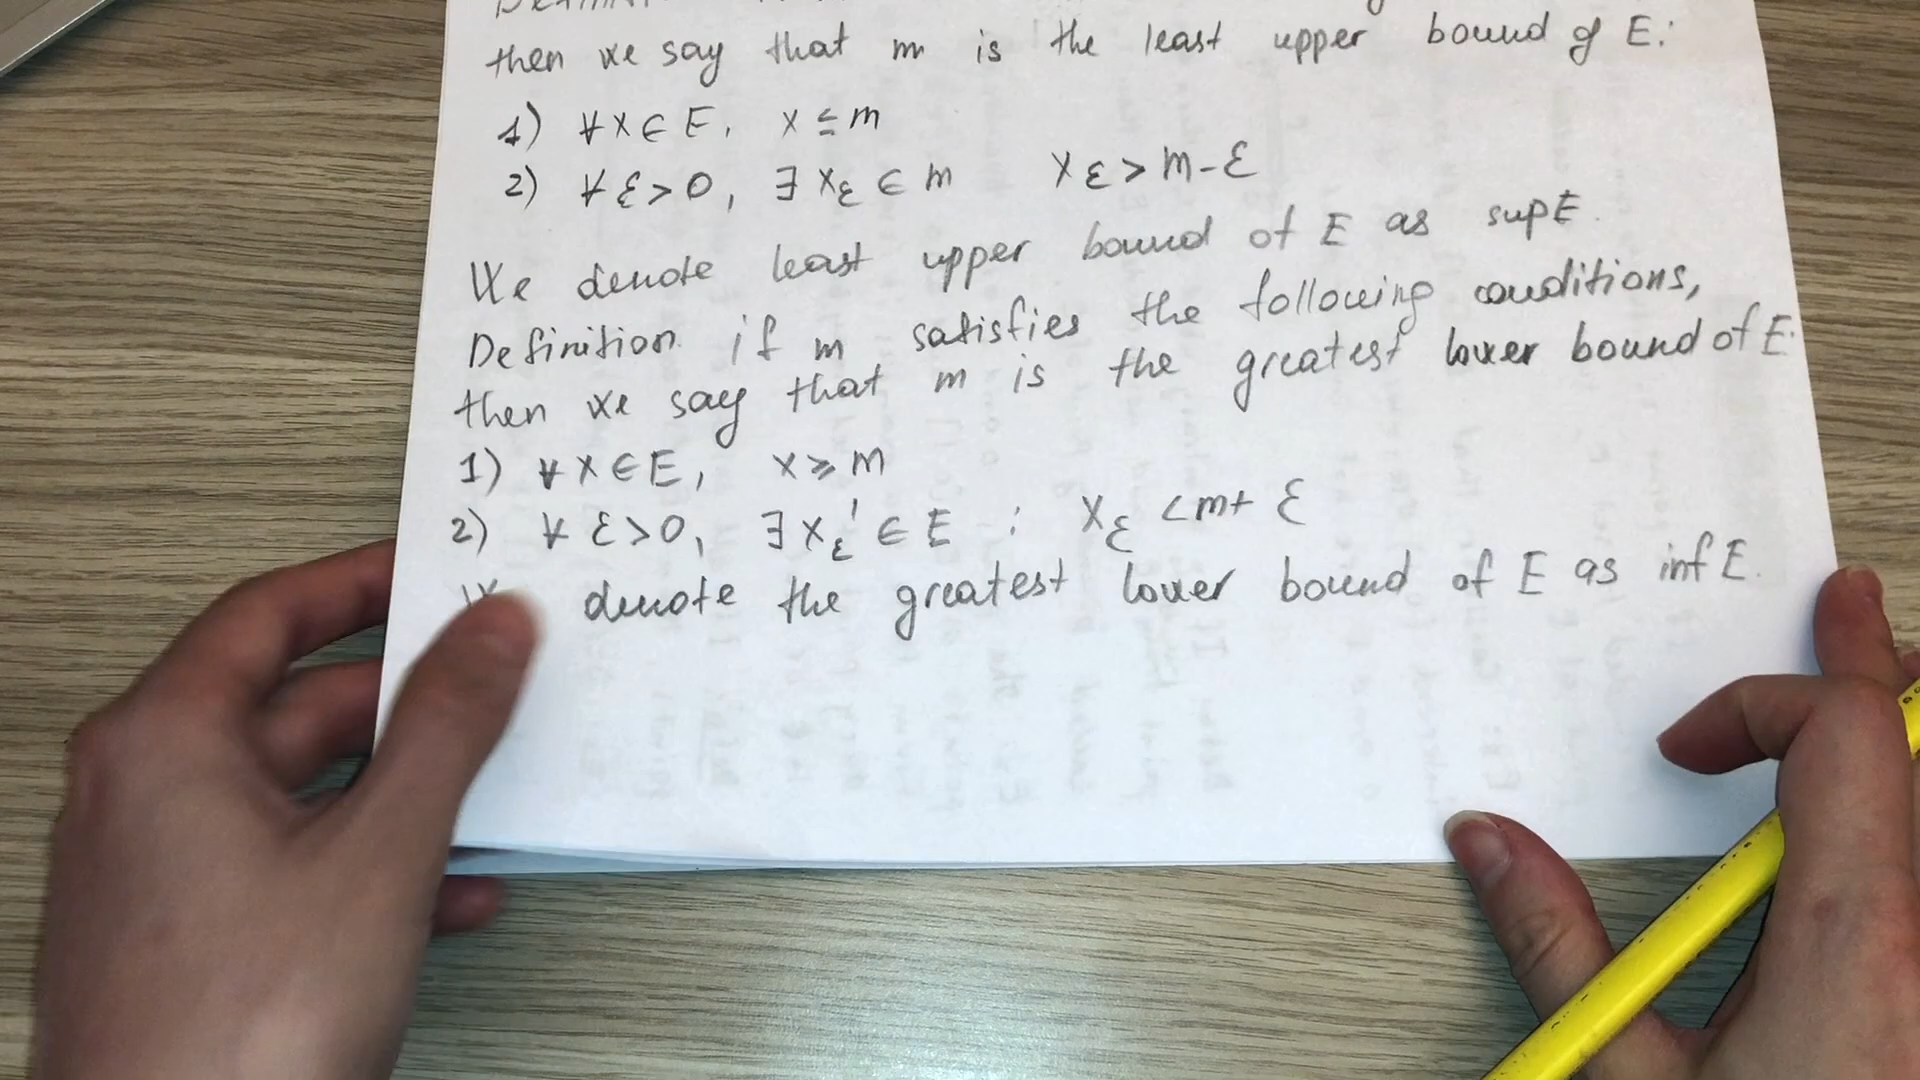 then we say that m is the least upper bound of E:
1) ∀x∈E, x≤m
2) ∀ε>0, ∃xε∈m xε>m-ε
We denote least upper bound of E as supE.
Definition. if m satisfies the following conditions,
then we say that m is the greatest lower bound of E:
1) ∀x∈E, x⩾m
2) ∀ε>0, ∃xε'∈E : xε<m+ε
denote the greatest lower bound of E as inf E.